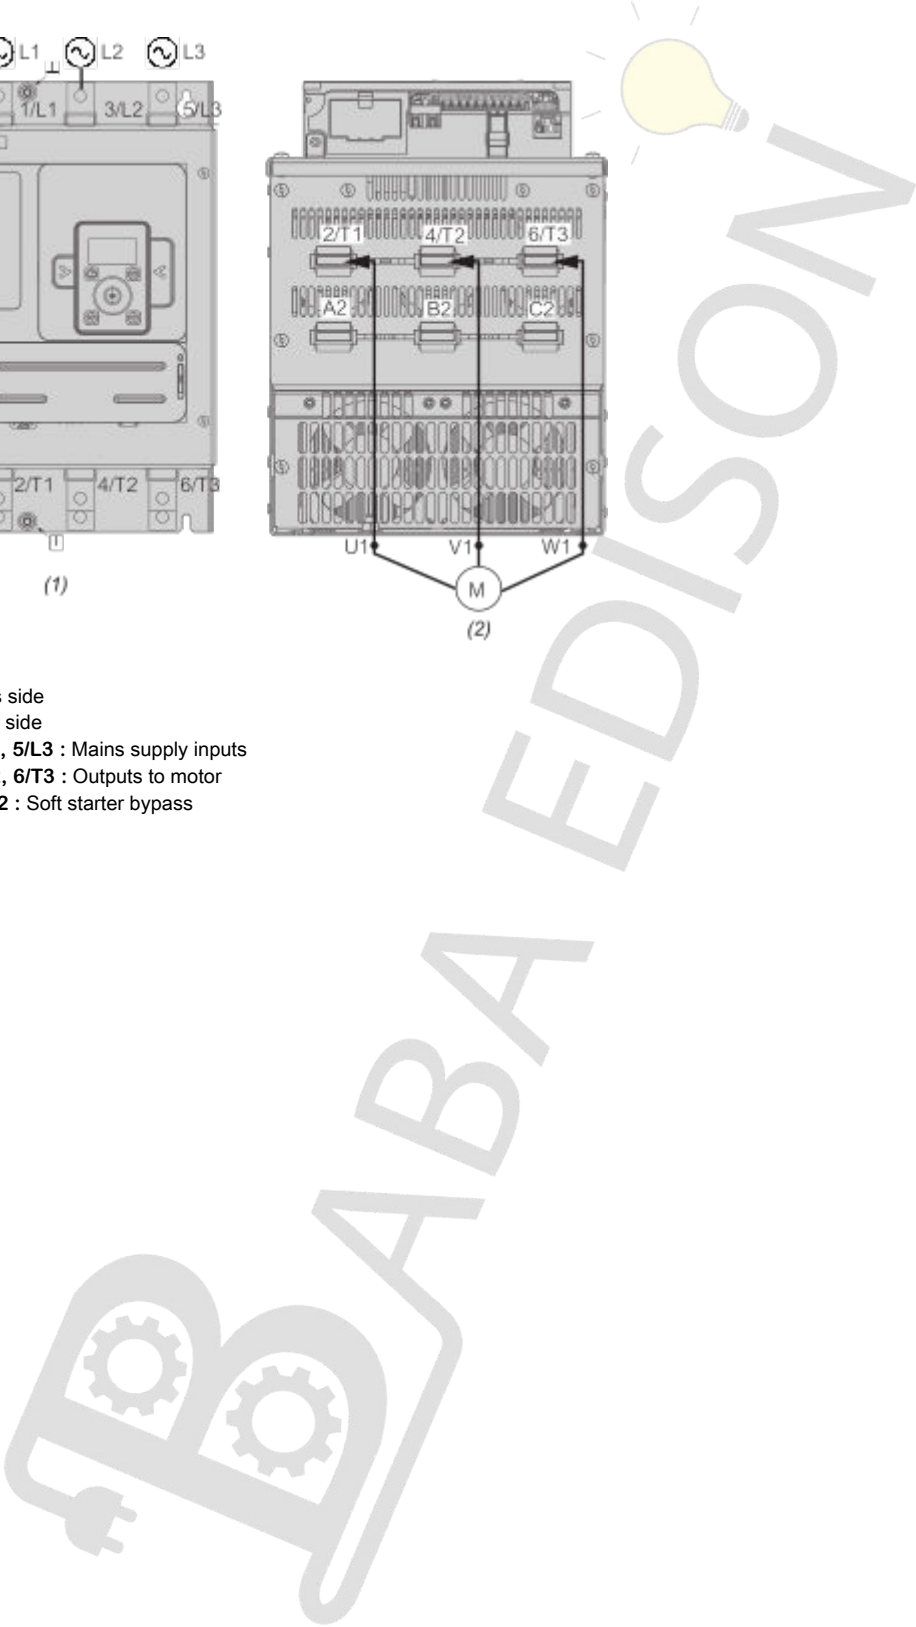 L1 L2 L3
1/L1 3/L2 5/L3
2/T1 4/T2 6/T3
A2 B2 C2
2/T1 4/T2 6/T3
U1 V1 W1
M
(1)
(2)
s side
side
, 5/L3 : Mains supply inputs
, 6/T3 : Outputs to motor
2 : Soft starter bypass
BABA EDISON